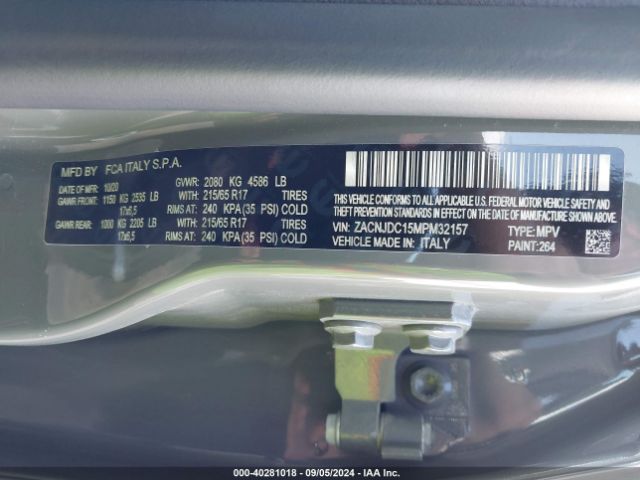 MFD BY FCA ITALY S.P.A.
DATE OF MFR: 10/20 GVWR: 2080 KG 4586 LB
GAWR FRONT: 1150 KG 2535 LB WITH: 215/65 R17 TIRES
17x6,5 RIMS AT: 240 KPA (35 PSI) COLD
GAWR REAR: 1000 KG 2205 LB WITH: 215/65 R17 TIRES
17x6,5 RIMS AT: 240 KPA (35 PSI) COLD
THIS VEHICLE CONFORMS TO ALL APPLICABLE U.S. FEDERAL MOTOR VEHICLE SAFETY, BUMPER, AND THEFT PREVENTION STANDARDS IN EFFECT ON THE DATE OF MANUFACTURE SHOWN ABOVE.
VIN: ZACNJDC15MPM32157 TYPE: MPV
VEHICLE MADE IN: ITALY PAINT: 264
000-40281018 - 09/05/2024 - IAA Inc.